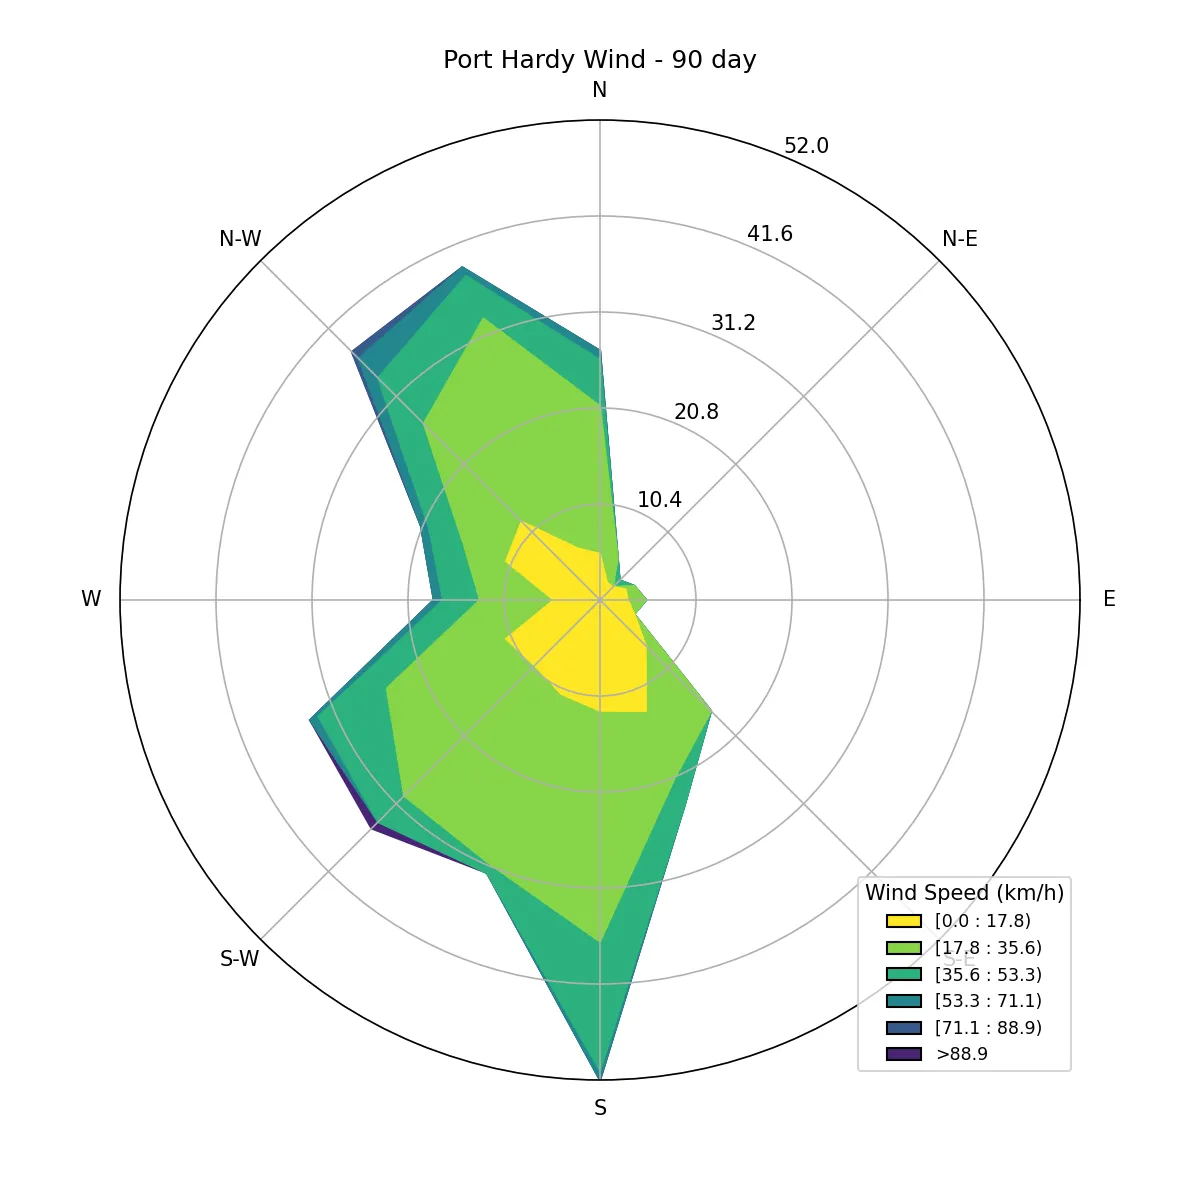 Port Hardy Wind - 90 day
N
52.0
N-W
41.6
N-E
31.2
20.8
10.4
W
E
S-W
S-E
S
Wind Speed (km/h)
[0.0 : 17.8)
[17.8 : 35.6)
[35.6 : 53.3)
[53.3 : 71.1)
[71.1 : 88.9)
>88.9